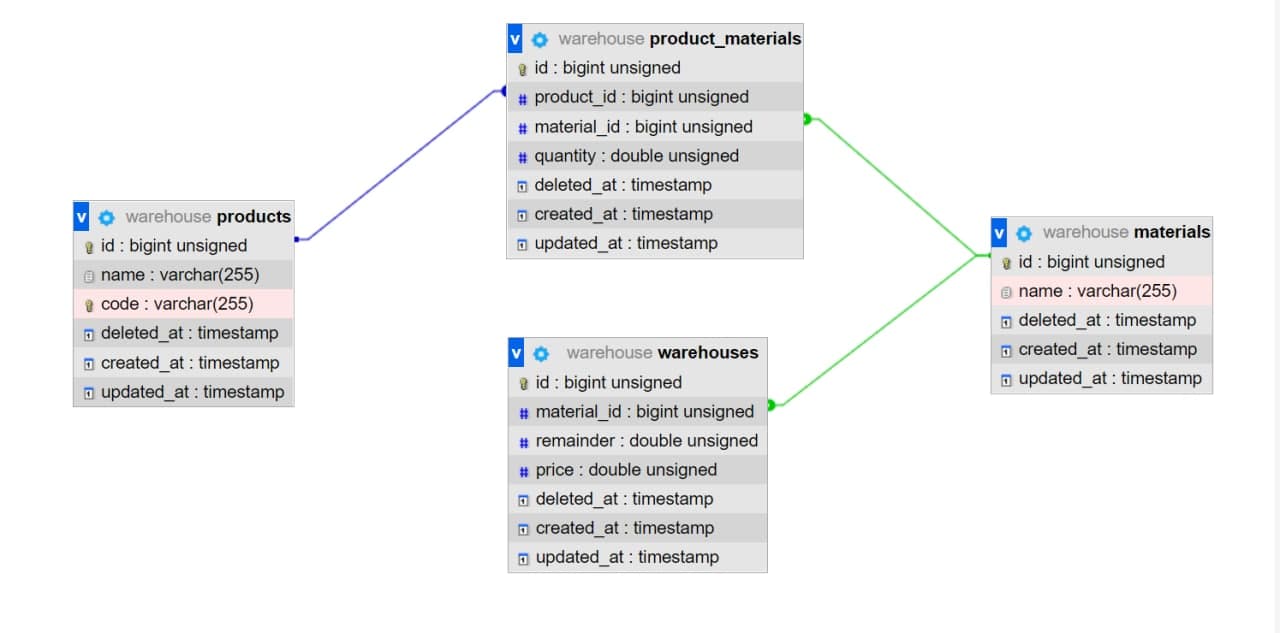 v warehouse product_materials
id : bigint unsigned
# product_id : bigint unsigned
# material_id : bigint unsigned
# quantity : double unsigned
deleted_at : timestamp
created_at : timestamp
updated_at : timestamp
v warehouse products
id : bigint unsigned
name : varchar(255)
code : varchar(255)
deleted_at : timestamp
created_at : timestamp
updated_at : timestamp
v warehouse materials
id : bigint unsigned
name : varchar(255)
deleted_at : timestamp
created_at : timestamp
updated_at : timestamp
v warehouse warehouses
id : bigint unsigned
# material_id : bigint unsigned
# remainder : double unsigned
# price : double unsigned
deleted_at : timestamp
created_at : timestamp
updated_at : timestamp